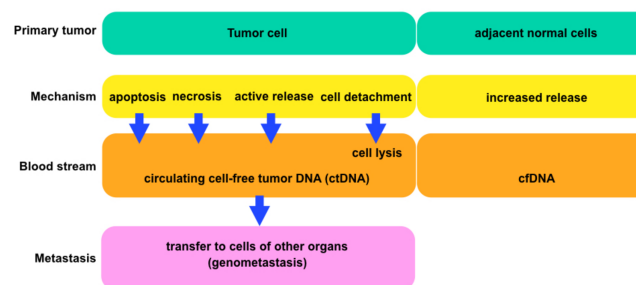 Primary tumor
Tumor cell
adjacent normal cells
Mechanism
apoptosis
necrosis
active release
cell detachment
increased release
Blood stream
cell lysis
circulating cell-free tumor DNA (ctDNA)
cfDNA
Metastasis
transfer to cells of other organs
(genometastasis)